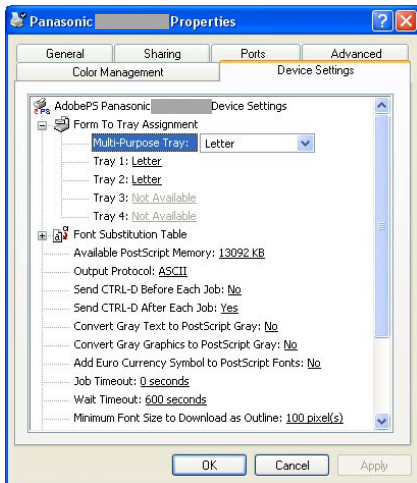 Panasonic Properties
General Sharing Ports Advanced
Color Management Device Settings
AdobePS Panasonic Device Settings
Form To Tray Assignment
Multi-Purpose Tray: Letter
Tray 1: Letter
Tray 2: Letter
Tray 3: Not Available
Tray 4: Not Available
Font Substitution Table
Available PostScript Memory: 13092 KB
Output Protocol: ASCII
Send CTRL-D Before Each Job: No
Send CTRL-D After Each Job: Yes
Convert Gray Text to PostScript Gray: No
Convert Gray Graphics to PostScript Gray: No
Add Euro Currency Symbol to PostScript Fonts: No
Job Timeout: 0 seconds
Wait Timeout: 600 seconds
Minimum Font Size to Download as Outline: 100 pixel(s)
OK Cancel Apply